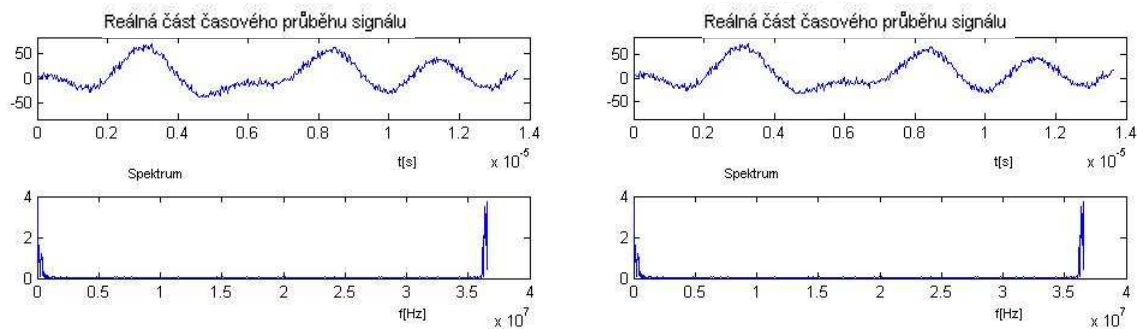 Reálná část časového průběhu signálu
50
0
-50
0 0.2 0.4 0.6 0.8 1 1.2 1.4
t[s] x 10^-5
Spektrum
4
2
0
0 0.5 1 1.5 2 2.5 3 3.5 4
f[Hz] x 10^7
Reálná část časového průběhu signálu
50
0
-50
0 0.2 0.4 0.6 0.8 1 1.2 1.4
t[s] x 10^-5
Spektrum
4
2
0
0 0.5 1 1.5 2 2.5 3 3.5 4
f[Hz] x 10^7